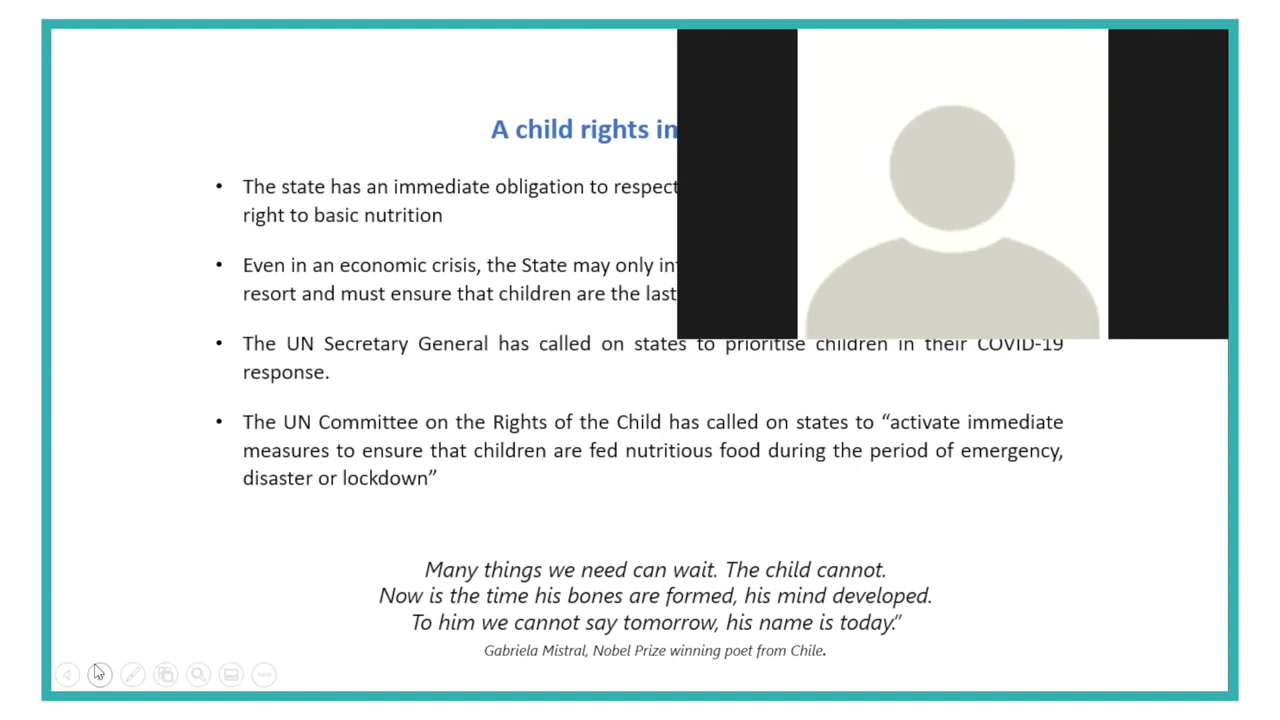 A child rights
• The state has an immediate obligation to respect
right to basic nutrition
• Even in an economic crisis, the State may only
resort and must ensure that children are the last
• The UN Secretary General has called on states to prioritise children in their COVID-19
response.
• The UN Committee on the Rights of the Child has called on states to “activate immediate
measures to ensure that children are fed nutritious food during the period of emergency,
disaster or lockdown”
Many things we need can wait. The child cannot.
Now is the time his bones are formed, his mind developed.
To him we cannot say tomorrow, his name is today.”
Gabriela Mistral, Nobel Prize winning poet from Chile.